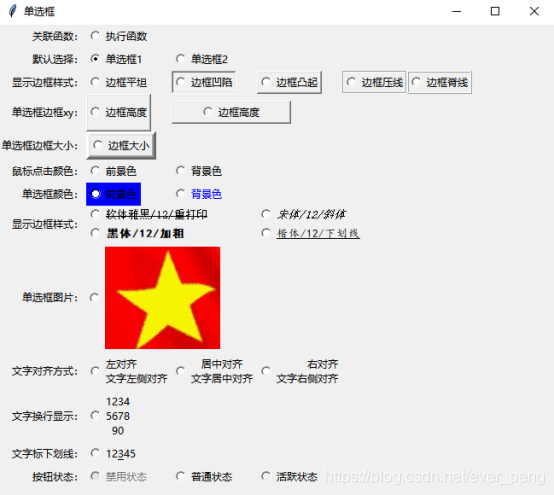 单选框
关联函数： 执行函数
默认选择： 单选框1 单选框2
显示边框样式： 边框平坦 边框凹陷 边框凸起 边框压线 边框脊线
单选框边框xy： 边框高度 边框高度
单选框边框大小： 边框大小
鼠标点击颜色： 前景色 背景色
单选框颜色： 前景色 背景色
显示边框样式： 软体雅黑/12/重打印 宋体/12/斜体
黑体/12/加粗 楷体/12/下划线
单选框图片：
文字对齐方式： 左对齐 居中对齐 右对齐
文字左侧对齐 文字居中对齐 文字右侧对齐
文字换行显示： 1234
5678
90
文字标下划线： 12345
按钮状态： 禁用状态 普通状态 活跃状态
https://blog.csdn.net/ever_peng